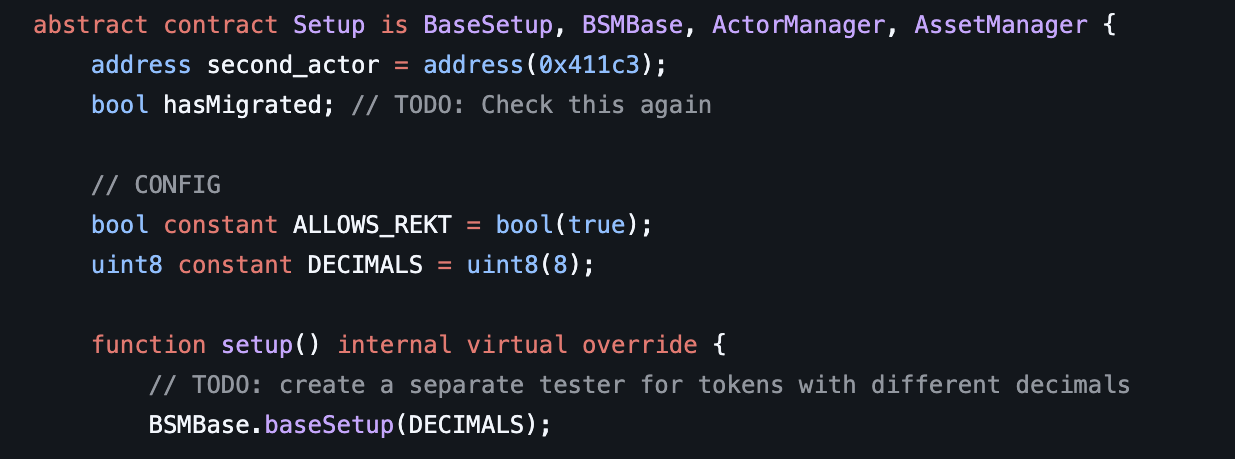 abstract contract Setup is BaseSetup, BSMBase, ActorManager, AssetManager {
address second_actor = address(0x411c3);
bool hasMigrated; // TODO: Check this again
// CONFIG
bool constant ALLOWS_REKT = bool(true);
uint8 constant DECIMALS = uint8(8);
function setup() internal virtual override {
// TODO: create a separate tester for tokens with different decimals
BSMBase.baseSetup(DECIMALS);